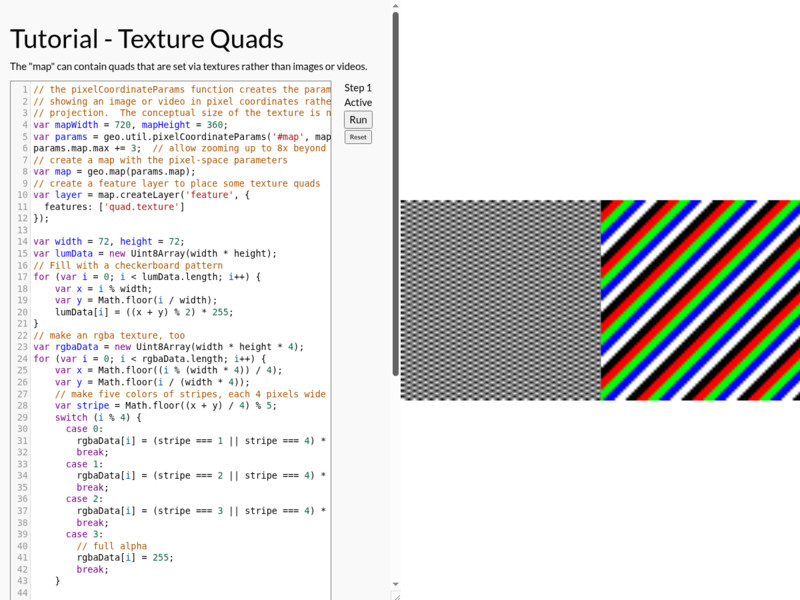 Tutorial - Texture Quads
The "map" can contain quads that are set via textures rather than images or videos.
1 // the pixelCoordinateParams function creates the param
2 // showing an image or video in pixel coordinates rathe
3 // projection.  The conceptual size of the texture is n
4 var mapWidth = 720, mapHeight = 360;
5 var params = geo.util.pixelCoordinateParams('#map', map
6 params.map.max += 3;  // allow zooming up to 8x beyond
7 // create a map with the pixel-space parameters
8 var map = geo.map(params.map);
9 // create a feature layer to place some texture quads
10 var layer = map.createLayer('feature', {
11   features: ['quad.texture']
12 });
13
14 var width = 72, height = 72;
15 var lumData = new Uint8Array(width * height);
16 // Fill with a checkerboard pattern
17 for (var i = 0; i < lumData.length; i++) {
18     var x = i % width;
19     var y = Math.floor(i / width);
20     lumData[i] = ((x + y) % 2) * 255;
21 }
22 // make an rgba texture, too
23 var rgbaData = new Uint8Array(width * height * 4);
24 for (var i = 0; i < rgbaData.length; i++) {
25     var x = Math.floor((i % (width * 4)) / 4);
26     var y = Math.floor(i / (width * 4));
27     // make five colors of stripes, each 4 pixels wide
28     var stripe = Math.floor((x + y) / 4) % 5;
29     switch (i % 4) {
30       case 0:
31         rgbaData[i] = (stripe === 1 || stripe === 4) *
32         break;
33       case 1:
34         rgbaData[i] = (stripe === 2 || stripe === 4) *
35         break;
36       case 2:
37         rgbaData[i] = (stripe === 3 || stripe === 4) *
38         break;
39       case 3:
40         // full alpha
41         rgbaData[i] = 255;
42         break;
43     }
44
Step 1
Active
Run
Reset